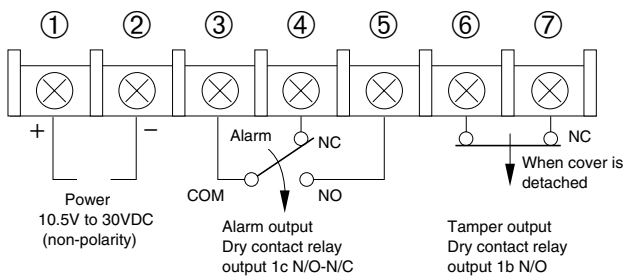 ① ② ③ ④ ⑤ ⑥ ⑦
+ −
Alarm
NC
COM
NO
NC
When cover is
detached
Power
10.5V to 30VDC
(non-polarity)
Alarm output
Dry contact relay
output 1c N/O-N/C
Tamper output
Dry contact relay
output 1b N/O